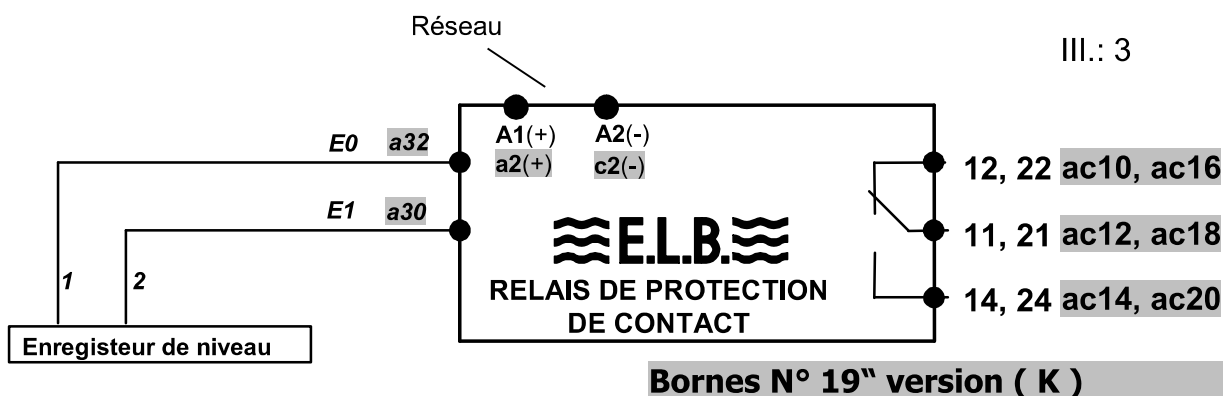 Réseau
III.: 3
A1(+) A2(-)
E0 a32
a2(+) c2(-)
12, 22 ac10, ac16
E1 a30
E.L.B.
11, 21 ac12, ac18
1 2
RELAIS DE PROTECTION
DE CONTACT
14, 24 ac14, ac20
Enregisteur de niveau
Bornes N° 19“ version ( K )